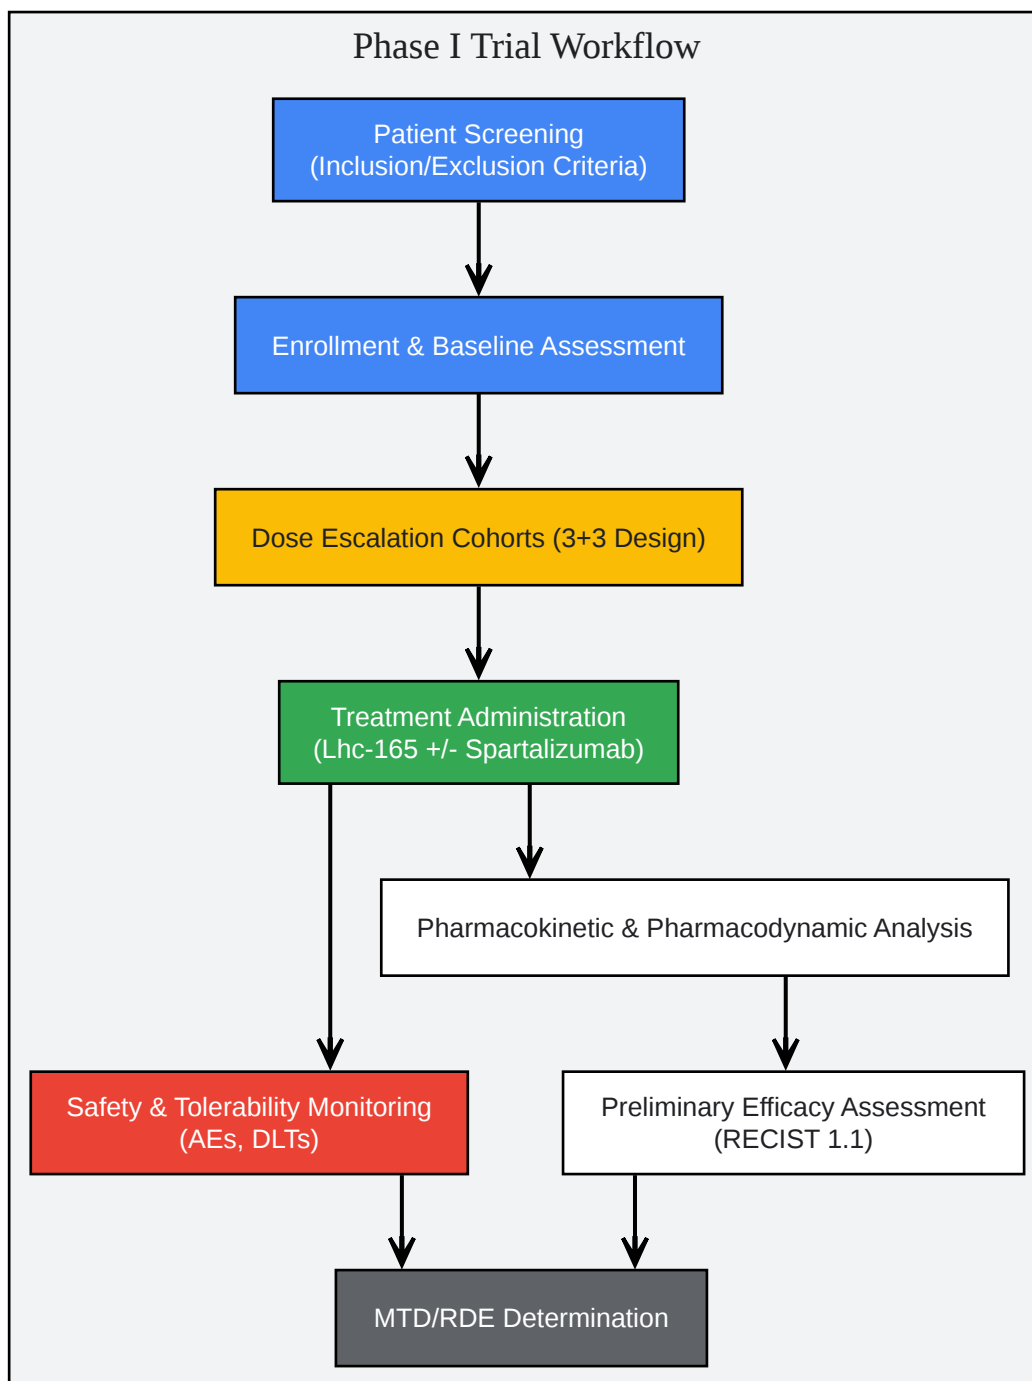 Phase I Trial Workflow
Patient Screening
(Inclusion/Exclusion Criteria)
Enrollment & Baseline Assessment
Dose Escalation Cohorts (3+3 Design)
Treatment Administration
(Lhc-165 +/- Spartalizumab)
Pharmacokinetic & Pharmacodynamic Analysis
Safety & Tolerability Monitoring
(AEs, DLTs)
Preliminary Efficacy Assessment
(RECIST 1.1)
MTD/RDE Determination